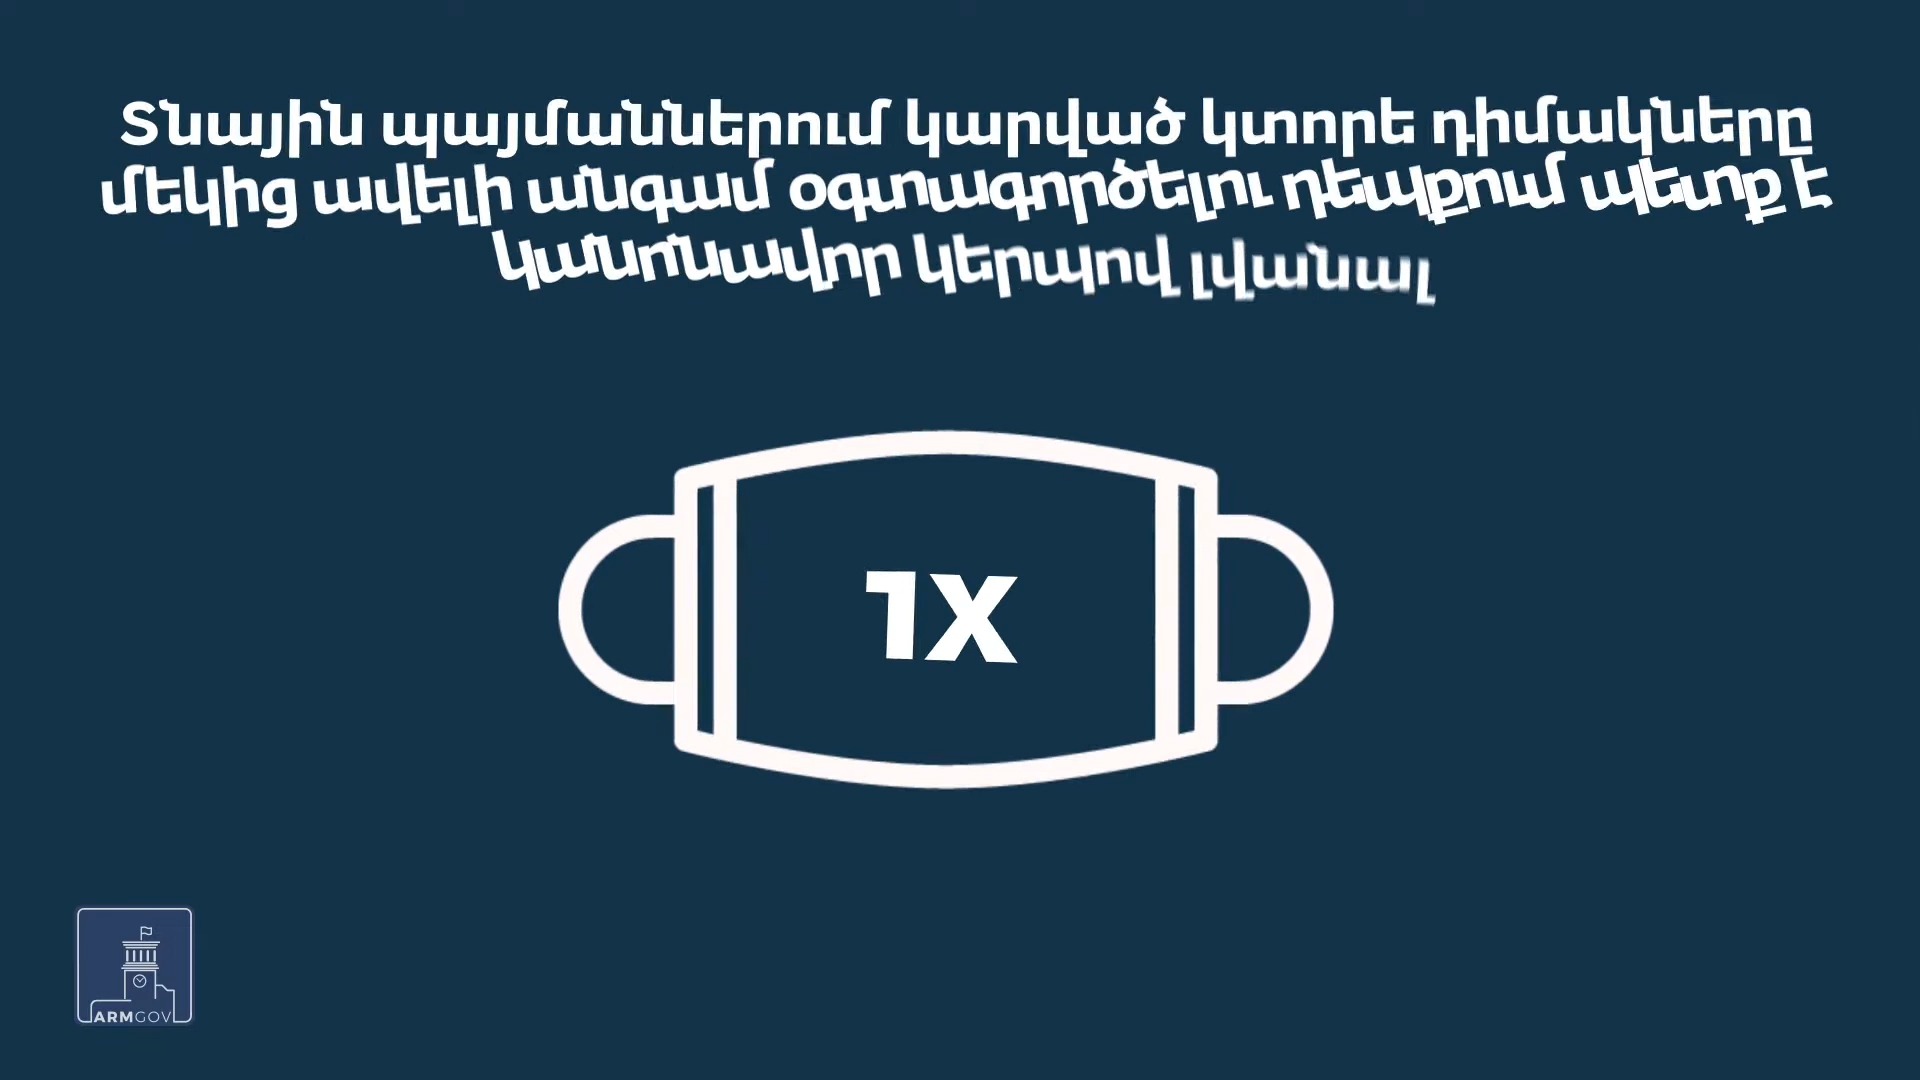 Տնային պայմաններում կարված կտորե դիմակները
մեկից ավելի անգամ օգտագործելու դեպքում պետք է
կանոնավոր կերպով լվանալ
1X
ARMGOV